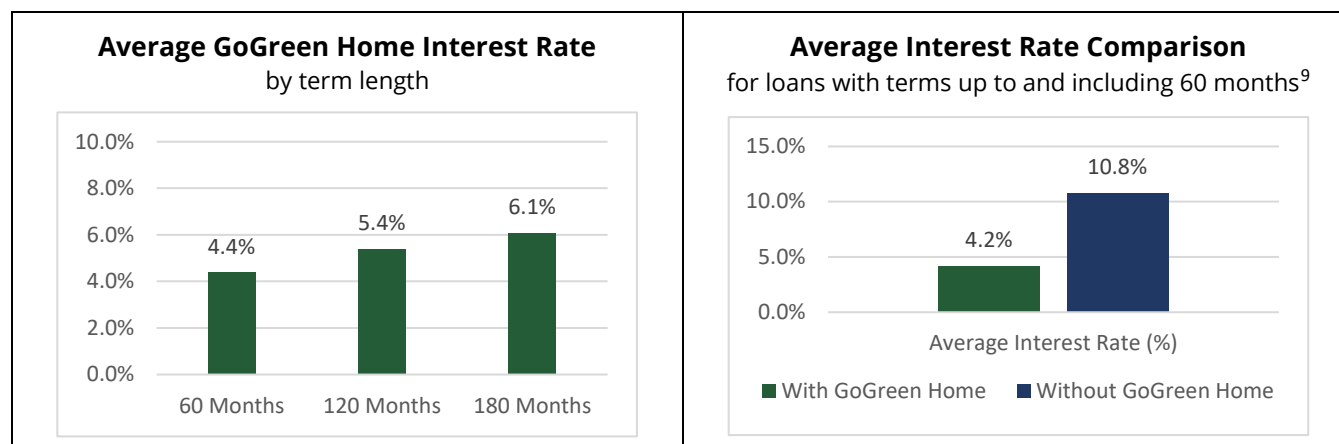 Average GoGreen Home Interest Rate
by term length
10.0%
8.0%
6.0%
4.0%
2.0%
0.0%
4.4%
5.4%
6.1%
60 Months
120 Months
180 Months
Average Interest Rate Comparison
for loans with terms up to and including 60 months⁹
15.0%
10.0%
5.0%
0.0%
4.2%
10.8%
Average Interest Rate (%)
With GoGreen Home
Without GoGreen Home